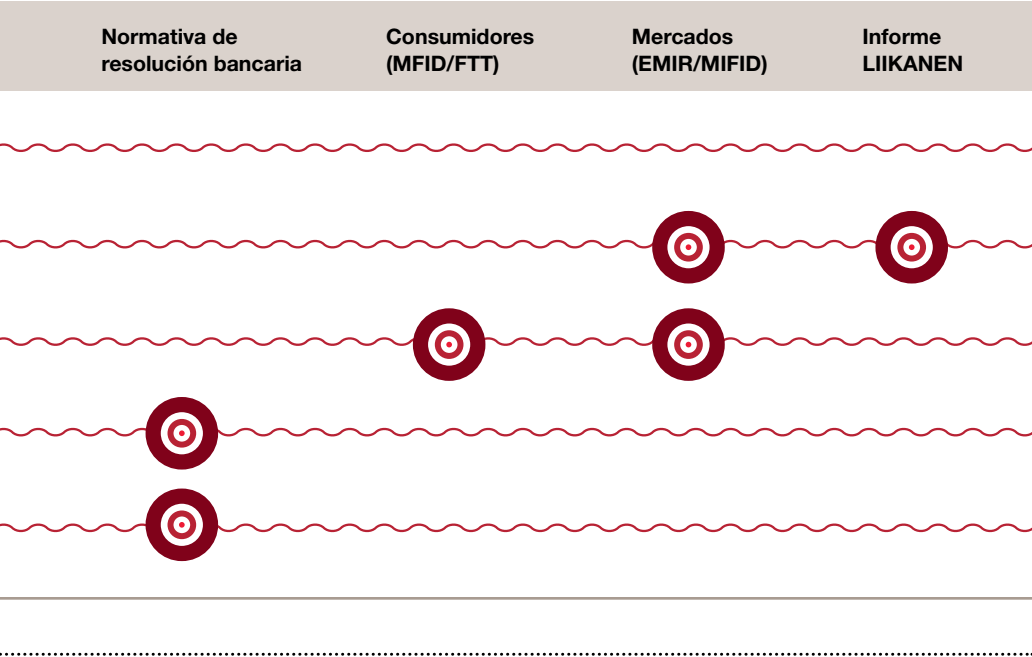 Normativa de
resolución bancaria
Consumidores
(MFID/FTT)
Mercados
(EMIR/MIFID)
Informe
LIIKANEN